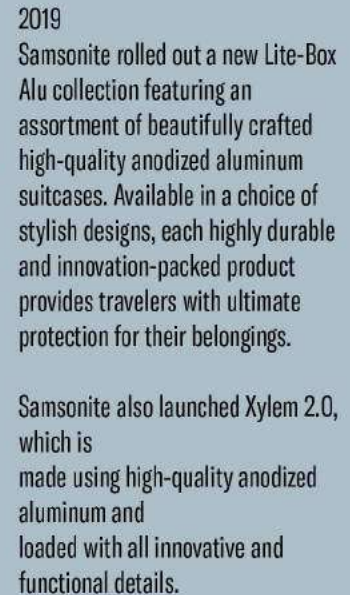 2019
Samsonite rolled out a new Lite-Box
Alu collection featuring an
assortment of beautifully crafted
high-quality anodized aluminum
suitcases. Available in a choice of
stylish designs, each highly durable
and innovation-packed product
provides travelers with ultimate
protection for their belongings.

Samsonite also launched Xylem 2.0,
which is
made using high-quality anodized
aluminum and
loaded with all innovative and
functional details.